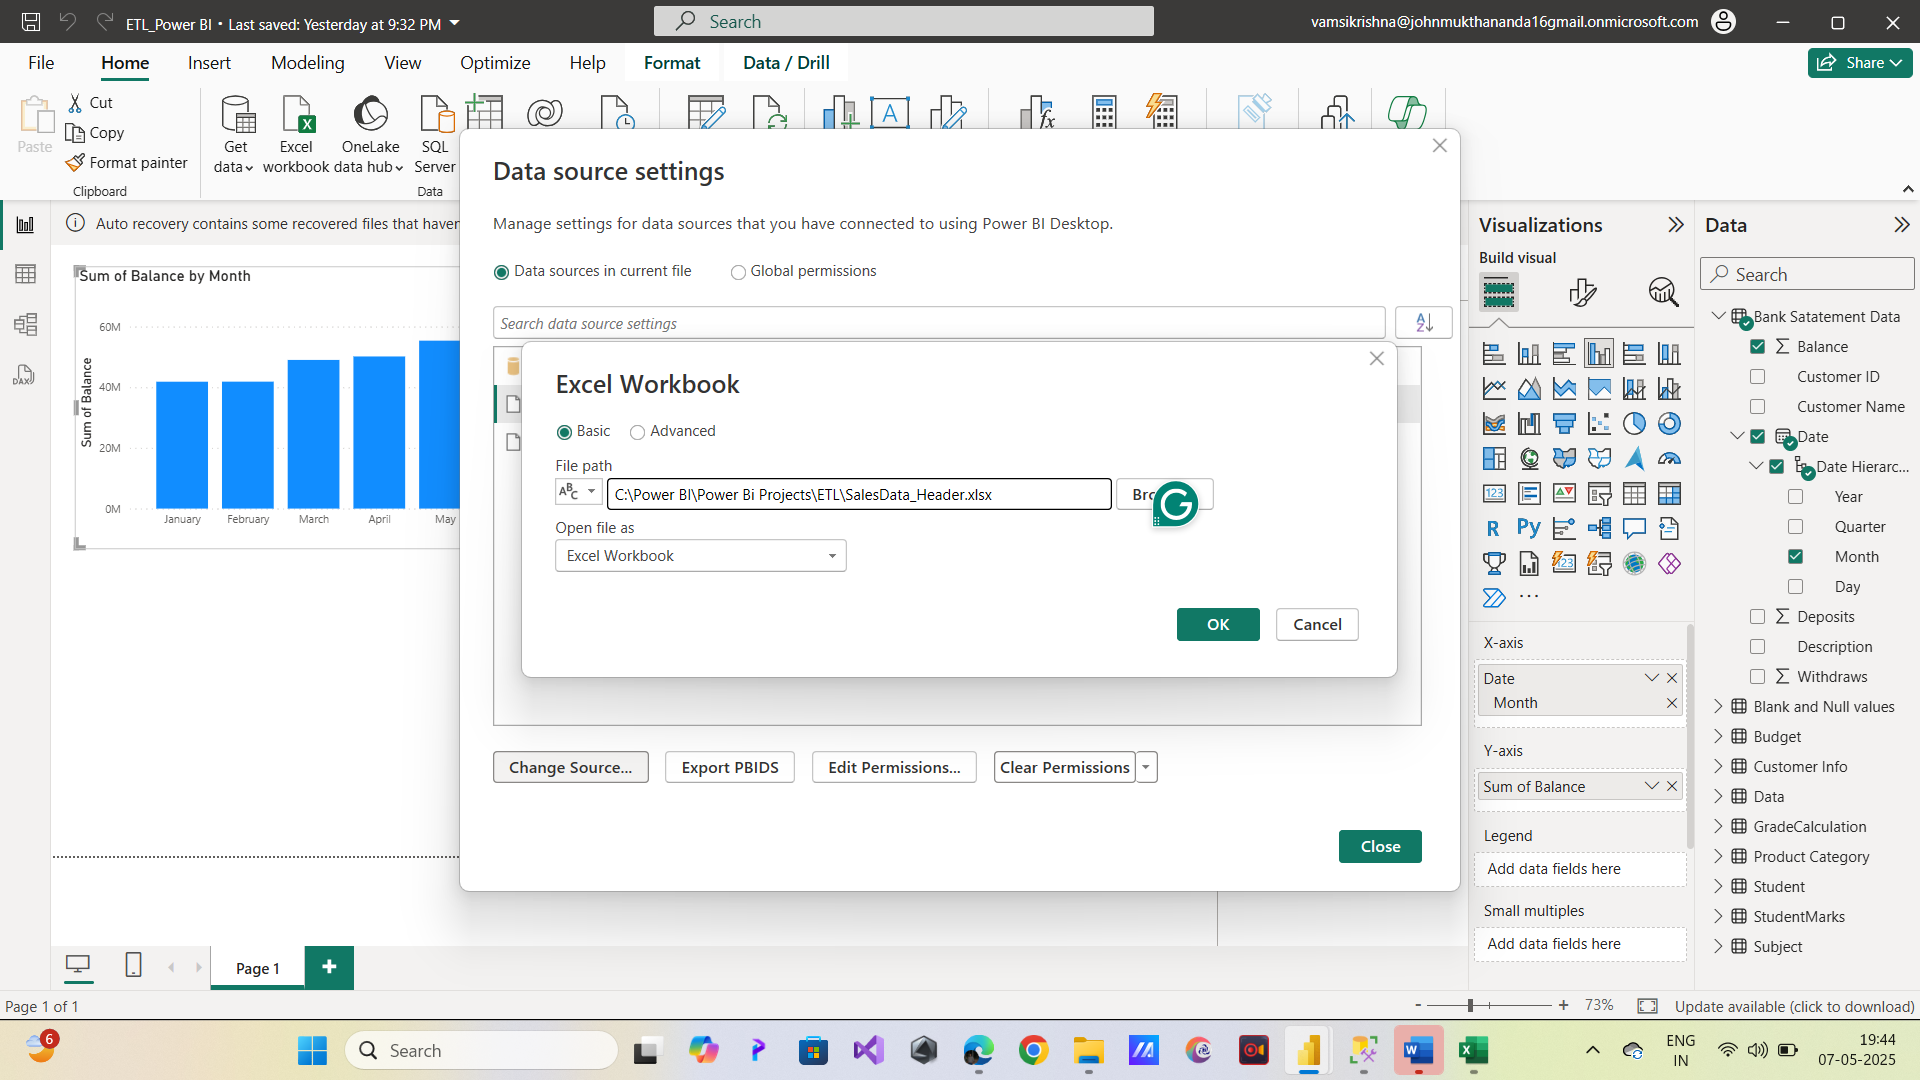 ETL_Power BI • Last saved: Yesterday at 9:32 PM
Search
vamsikrishna@johnmukthananda16gmail.onmicrosoft.com
File
Home
Insert
Modeling
View
Optimize
Help
Format
Data / Drill
Share
Paste
Cut
Copy
Format painter
Clipboard
Get data
Excel workbook
OneLake data hub
SQL Server
Data
Auto recovery contains some recovered files that haven
Sum of Balance by Month
Sum of Balance
60M
40M
20M
0M
January
February
March
April
May
Data source settings
Manage settings for data sources that you have connected to using Power BI Desktop.
Data sources in current file
Global permissions
Search data source settings
Excel Workbook
Basic
Advanced
File path
C:\Power BI\Power Bi Projects\ETL\SalesData_Header.xlsx
Open file as
Excel Workbook
OK
Cancel
Change Source...
Export PBIDS
Edit Permissions...
Clear Permissions
Close
Visualizations
Build visual
X-axis
Date
Month
Y-axis
Sum of Balance
Legend
Add data fields here
Small multiples
Add data fields here
Data
Search
Bank Satatement Data
Balance
Customer ID
Customer Name
Date
Date Hierarc...
Year
Quarter
Month
Day
Deposits
Description
Withdraws
Blank and Null values
Budget
Customer Info
Data
GradeCalculation
Product Category
Student
StudentMarks
Subject
Page 1
Page 1 of 1
- + 73%
Update available (click to download)
6
Search
ENG
IN
19:44
07-05-2025